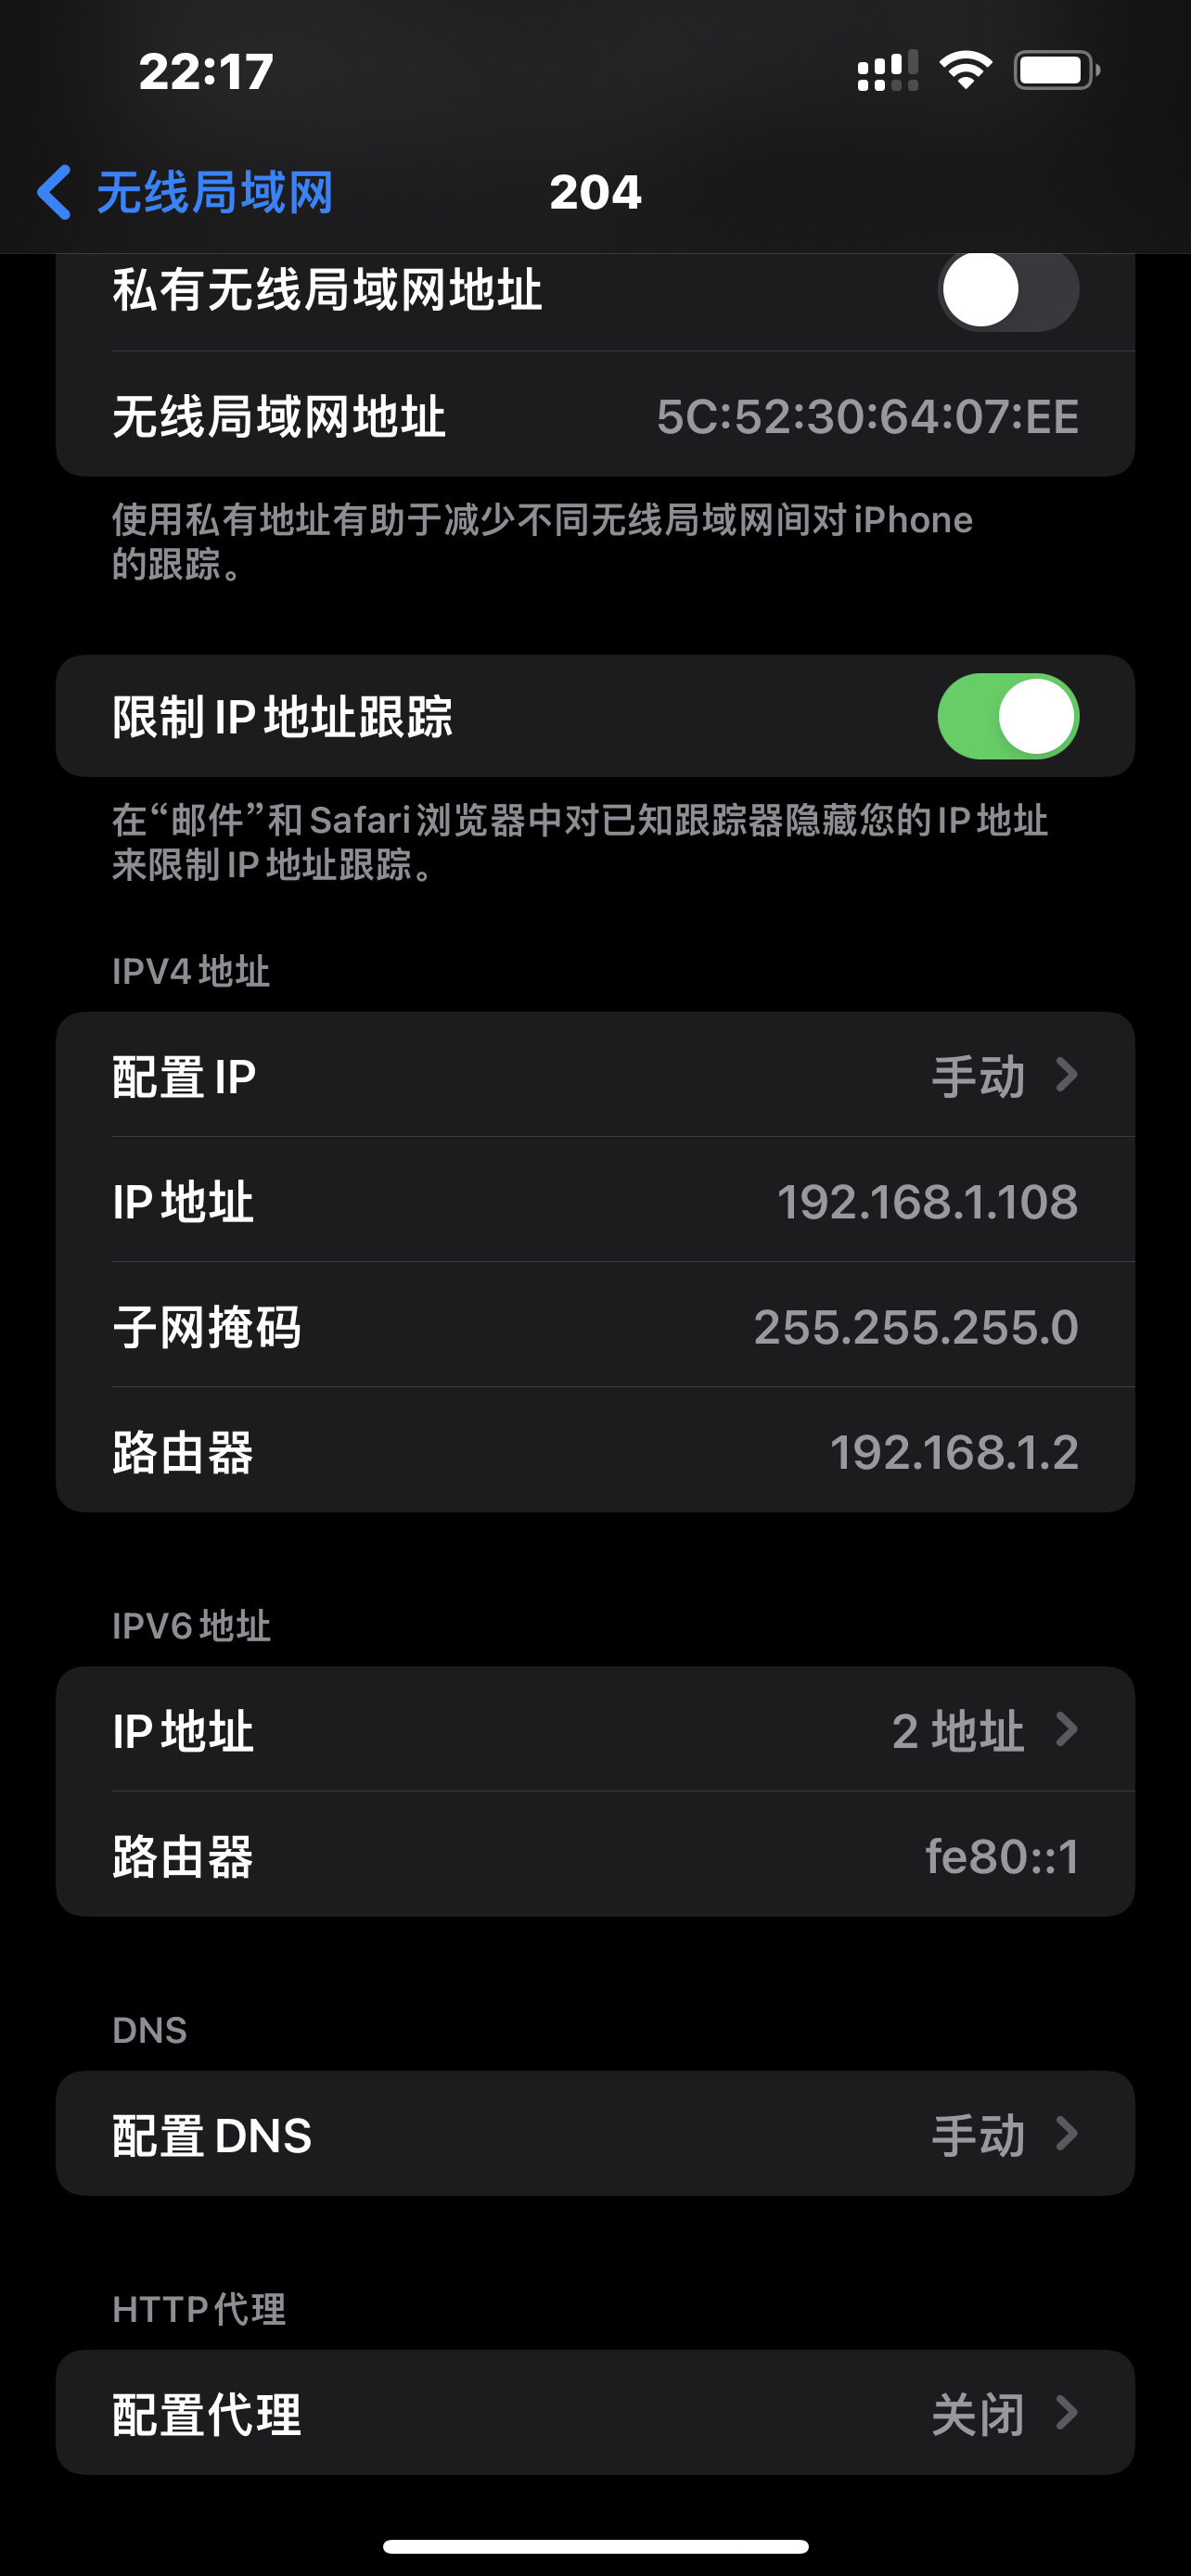 22:17
无线局域网
204
私有无线局域网地址
无线局域网地址 5C:52:30:64:07:EE
使用私有地址有助于减少不同无线局域网间对 iPhone
的跟踪。
限制 IP 地址跟踪
在“邮件”和 Safari 浏览器中对已知跟踪器隐藏您的 IP 地址
来限制 IP 地址跟踪。
IPV4 地址
配置 IP 手动
IP 地址 192.168.1.108
子网掩码 255.255.255.0
路由器 192.168.1.2
IPV6 地址
IP 地址 2 地址
路由器 fe80::1
DNS
配置 DNS 手动
HTTP 代理
配置代理 关闭